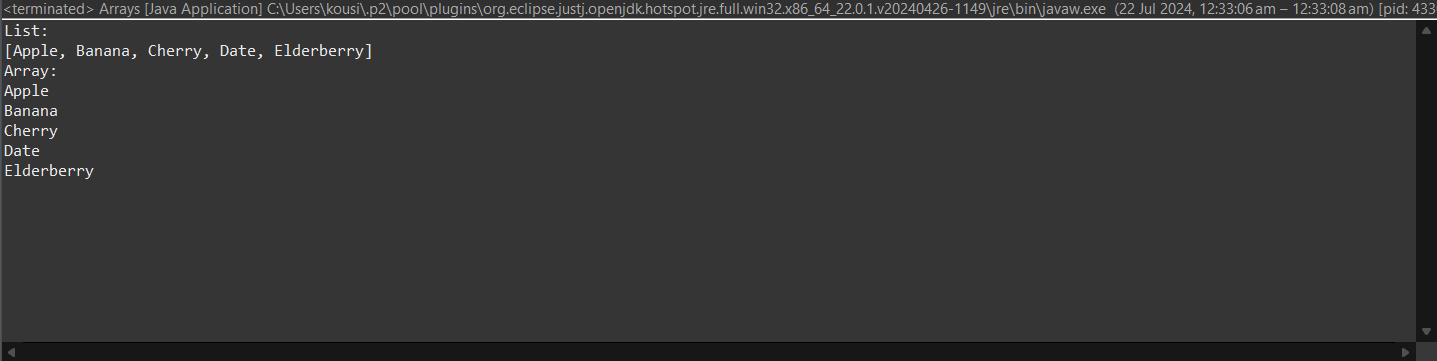 <terminated> Arrays [Java Application] C:\Users\kousi\.p2\pool\plugins\org.eclipse.justj.openjdk.hotspot.jre.full.win32.x86_64_22.0.1.v20240426-1149\jre\bin\javaw.exe (22 Jul 2024, 12:33:06 am – 12:33:08 am) [pid: 433
List:
[Apple, Banana, Cherry, Date, Elderberry]
Array:
Apple
Banana
Cherry
Date
Elderberry